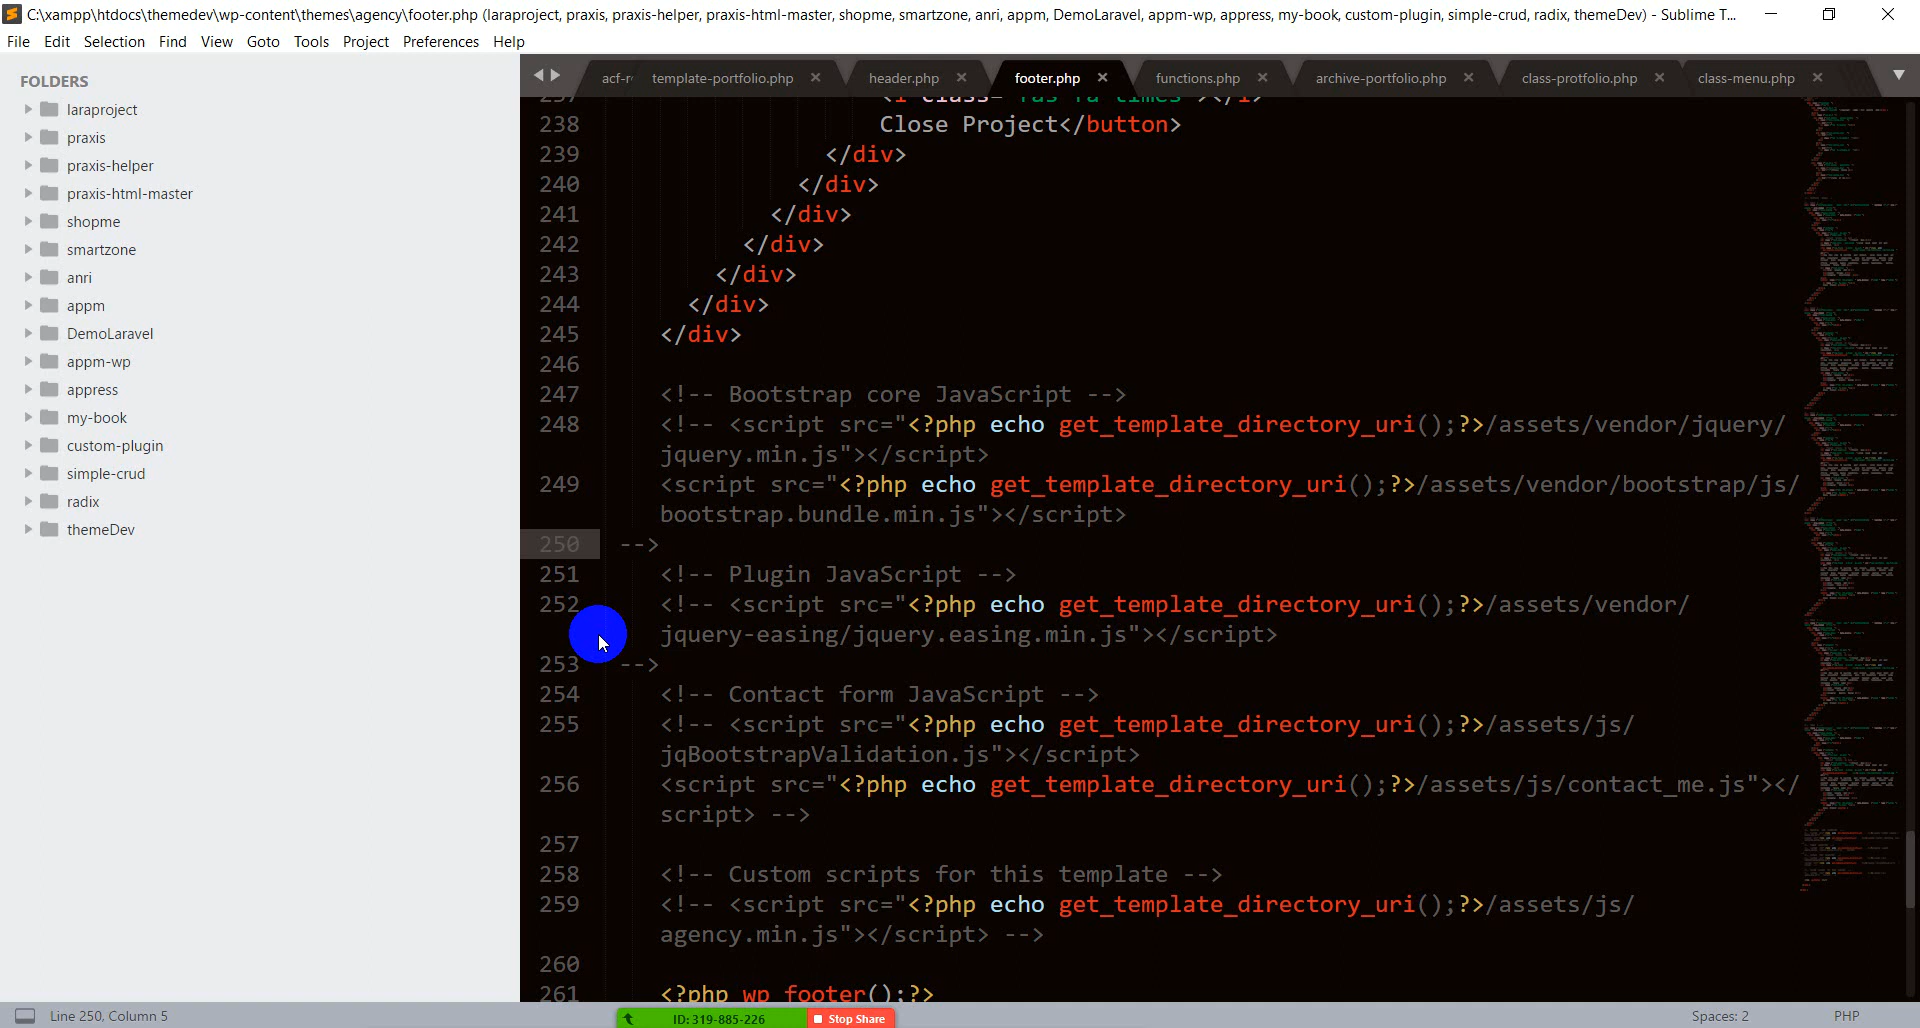 C:\xampp\htdocs\themedev\wp-content\themes\agency\footer.php (laraproject, praxis, praxis-helper, praxis-html-master, shopme, smartzone, anri, appm, DemoLaravel, appm-wp, appress, my-book, custom-plugin, simple-crud, radix, themeDev) - Sublime T...
File Edit Selection Find View Goto Tools Project Preferences Help
FOLDERS
laraproject
praxis
praxis-helper
praxis-html-master
shopme
smartzone
anri
appm
DemoLaravel
appm-wp
appress
my-book
custom-plugin
simple-crud
radix
themeDev
acf-r template-portfolio.php header.php footer.php functions.php archive-portfolio.php class-protfolio.php class-menu.php
237 <i class="fas fa-times"></i>
238 Close Project</button>
239 </div>
240 </div>
241 </div>
242 </div>
243 </div>
244 </div>
245 </div>
246
247 <!-- Bootstrap core JavaScript -->
248 <!-- <script src="<?php echo get_template_directory_uri();?>/assets/vendor/jquery/
jquery.min.js"></script>
249 <script src="<?php echo get_template_directory_uri();?>/assets/vendor/bootstrap/js/
bootstrap.bundle.min.js"></script>
250 -->
251 <!-- Plugin JavaScript -->
252 <!-- <script src="<?php echo get_template_directory_uri();?>/assets/vendor/
jquery-easing/jquery.easing.min.js"></script>
253 -->
254 <!-- Contact form JavaScript -->
255 <!-- <script src="<?php echo get_template_directory_uri();?>/assets/js/
jqBootstrapValidation.js"></script>
256 <script src="<?php echo get_template_directory_uri();?>/assets/js/contact_me.js"></
script> -->
257
258 <!-- Custom scripts for this template -->
259 <!-- <script src="<?php echo get_template_directory_uri();?>/assets/js/
agency.min.js"></script> -->
260
261 <?php wp_footer();?>
Line 250, Column 5
ID: 319-885-226 Stop Share
Spaces: 2 PHP